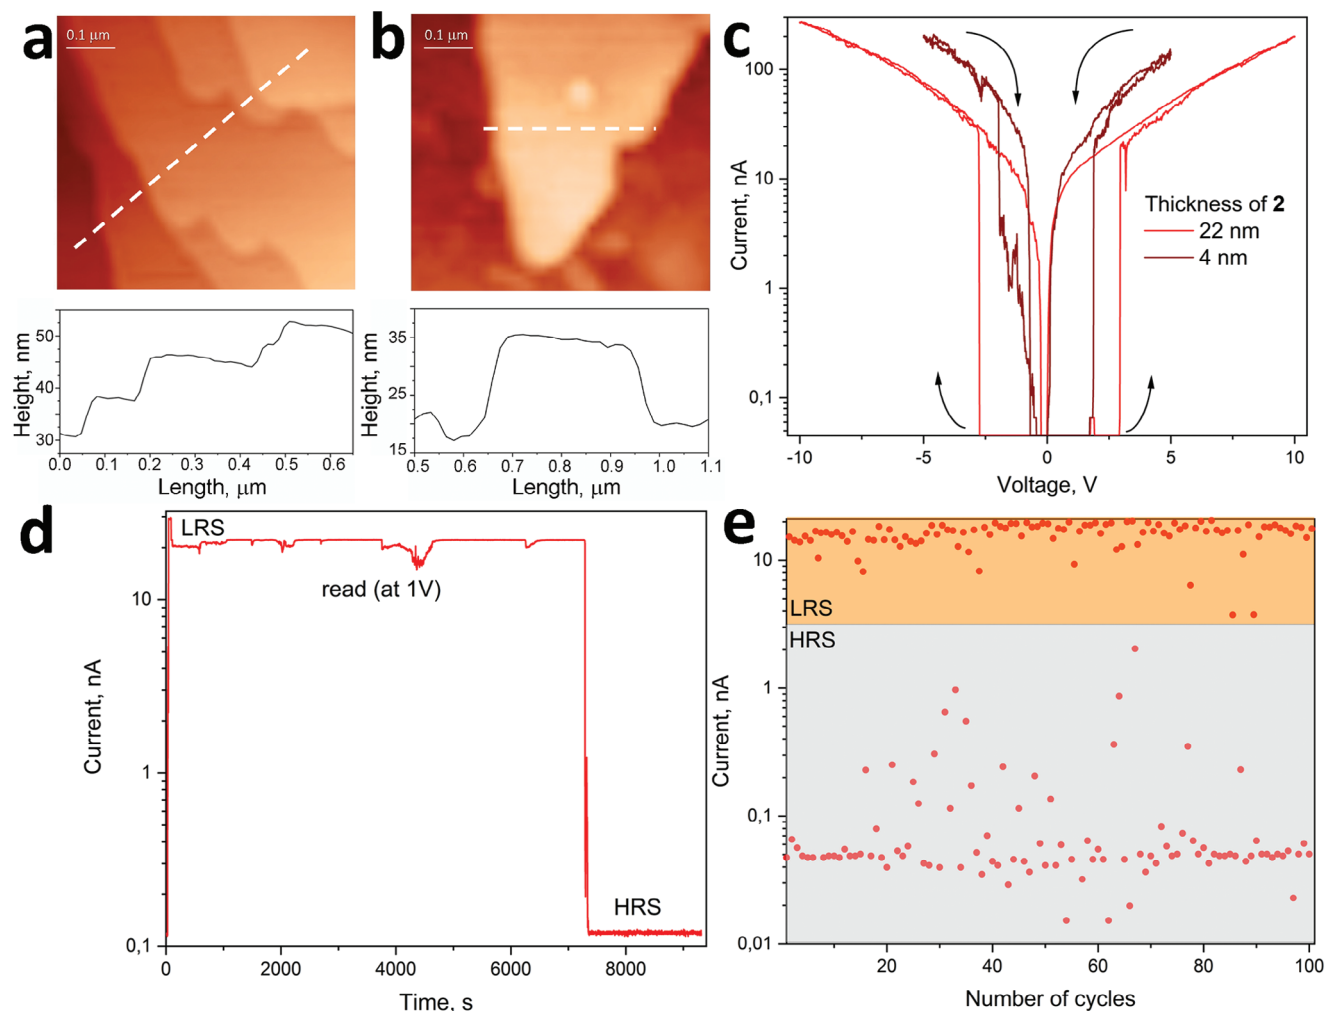 a
0.1 μm
b
0.1 μm
c
50
40
30
Height, nm
0.0 0.1 0.2 0.3 0.4 0.5 0.6
Length, μm
35
25
15
Height, nm
0.5 0.6 0.7 0.8 0.9 1.0 1.1
Length, μm
100
10
1
0,1
Current, nA
Thickness of 2
22 nm
4 nm
-10 -5 0 5 10
Voltage, V
d
LRS
read (at 1V)
HRS
10
1
0,1
Current, nA
0 2000 4000 6000 8000
Time, s
e
10
1
0,1
0,01
Current, nA
LRS
HRS
20 40 60 80 100
Number of cycles